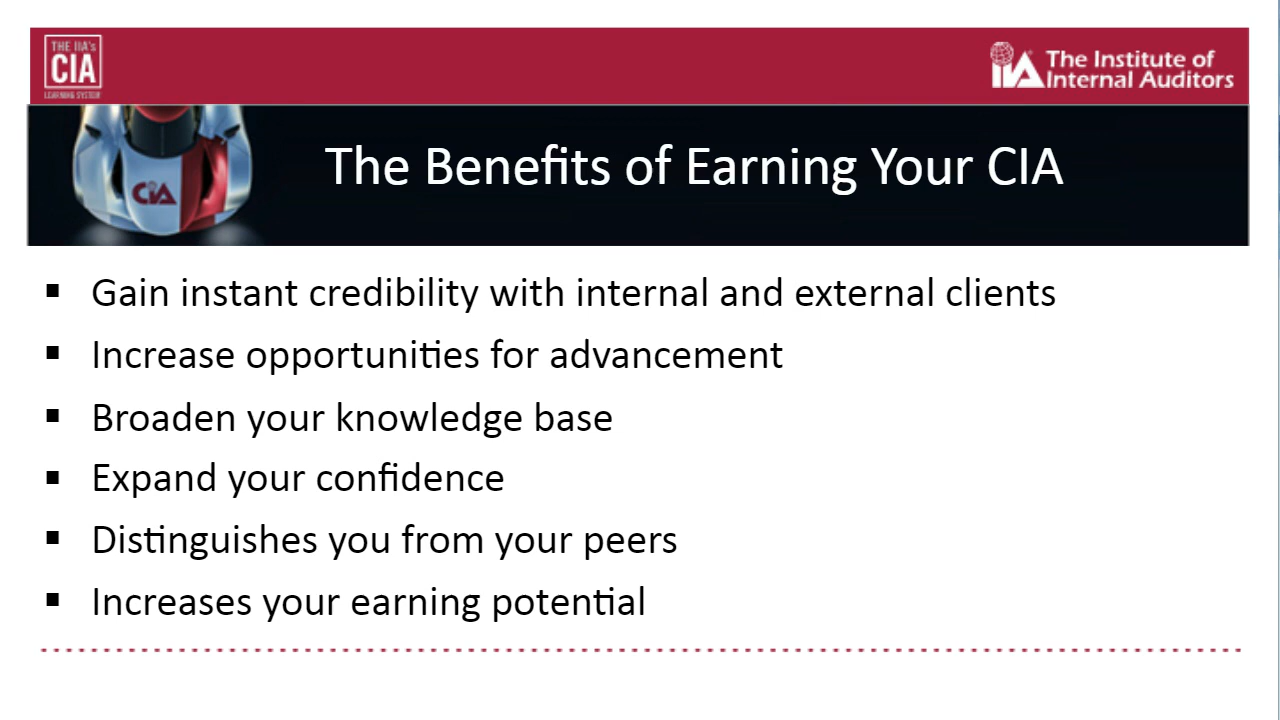 THE IIA's
CIA
LEARNING SYSTEM
IIA The Institute of
Internal Auditors
The Benefits of Earning Your CIA
CIA
▪ Gain instant credibility with internal and external clients
▪ Increase opportunities for advancement
▪ Broaden your knowledge base
▪ Expand your confidence
▪ Distinguishes you from your peers
▪ Increases your earning potential